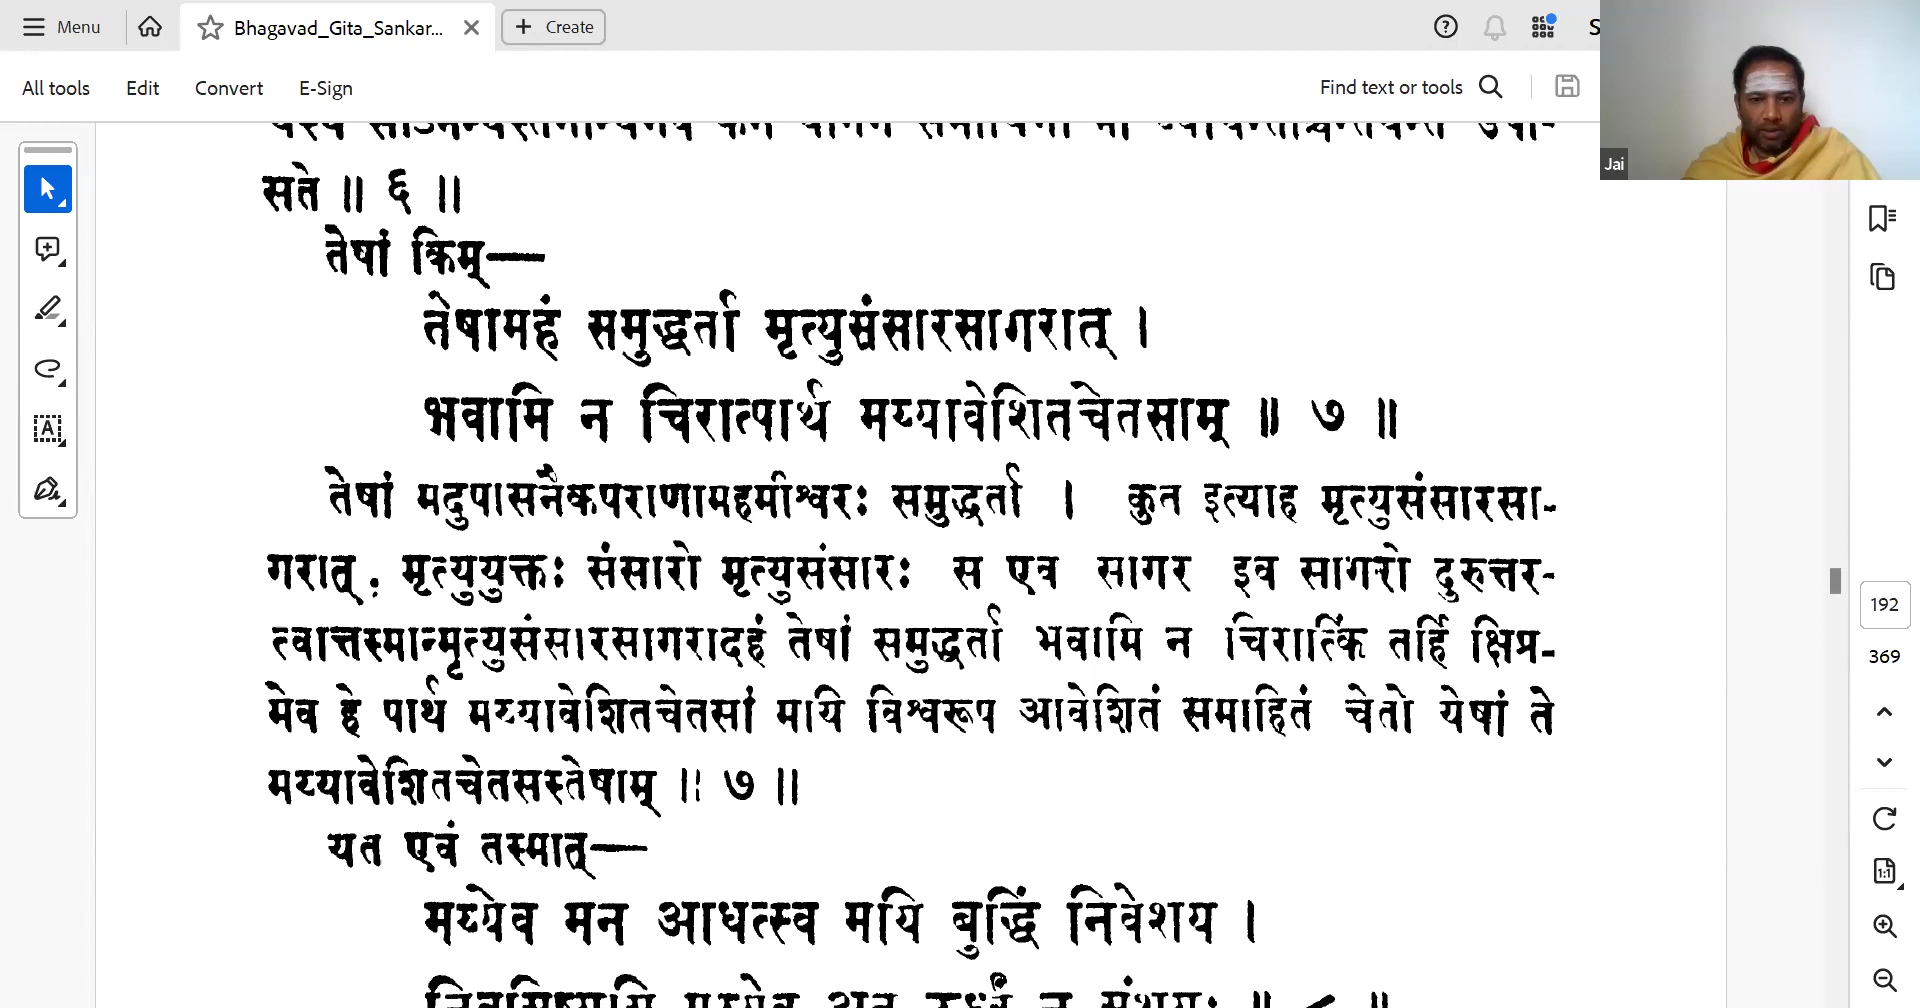 Menu
Bhagavad_Gita_Sankar...
Create
All tools
Edit
Convert
E-Sign
Find text or tools
Jai
सते ॥ ६ ॥
तेषां किम्—
तेषामहं समुद्धर्ता मृत्युसंसारसागरात् ।
भवामि न चिरात्पार्थ मय्यावेशितचेतसाम् ॥ ७ ॥
तेषां मदुपासनैकपराणामहमीश्वरः समुद्धर्ता । कुत इत्याह मृत्युसंसारसा-
गरात्, मृत्युयुक्तः संसारो मृत्युसंसारः स एव सागर इव सागरो दुरुत्तर-
त्वात्तस्मान्मृत्युसंसारसागरादहं तेषां समुद्धर्ता भवामि न चिरात्किं तर्हि क्षिप्र-
मेव हे पार्थ मय्यावेशितचेतसां मयि विश्वरूप आवेशितं समाहितं चेतो येषां ते
मय्यावेशितचेतसस्तेषाम् ॥ ७ ॥
यत एवं तस्मात्—
मय्येव मन आधत्स्व मयि बुद्धिं निवेशय ।
192
369